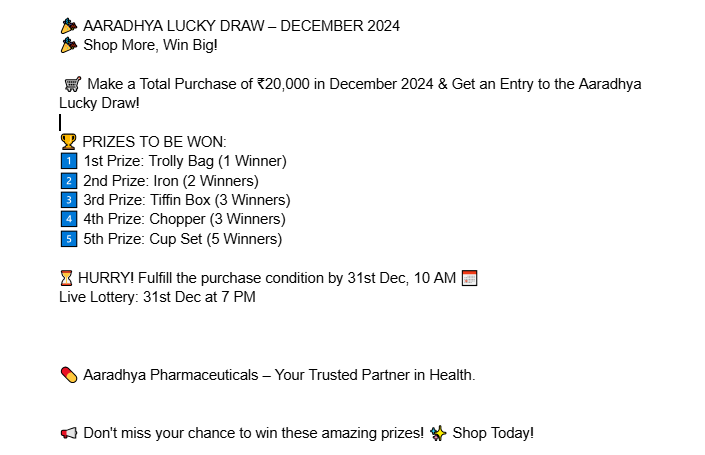 🎉 AARADHYA LUCKY DRAW – DECEMBER 2024
🎉 Shop More, Win Big!
🛒 Make a Total Purchase of ₹20,000 in December 2024 & Get an Entry to the Aaradhya
Lucky Draw!
🏆 PRIZES TO BE WON:
1️⃣ 1st Prize: Trolly Bag (1 Winner)
2️⃣ 2nd Prize: Iron (2 Winners)
3️⃣ 3rd Prize: Tiffin Box (3 Winners)
4️⃣ 4th Prize: Chopper (3 Winners)
5️⃣ 5th Prize: Cup Set (5 Winners)
⏳ HURRY! Fulfill the purchase condition by 31st Dec, 10 AM 📅
Live Lottery: 31st Dec at 7 PM
💊 Aaradhya Pharmaceuticals – Your Trusted Partner in Health.
📢 Don't miss your chance to win these amazing prizes! ✨ Shop Today!